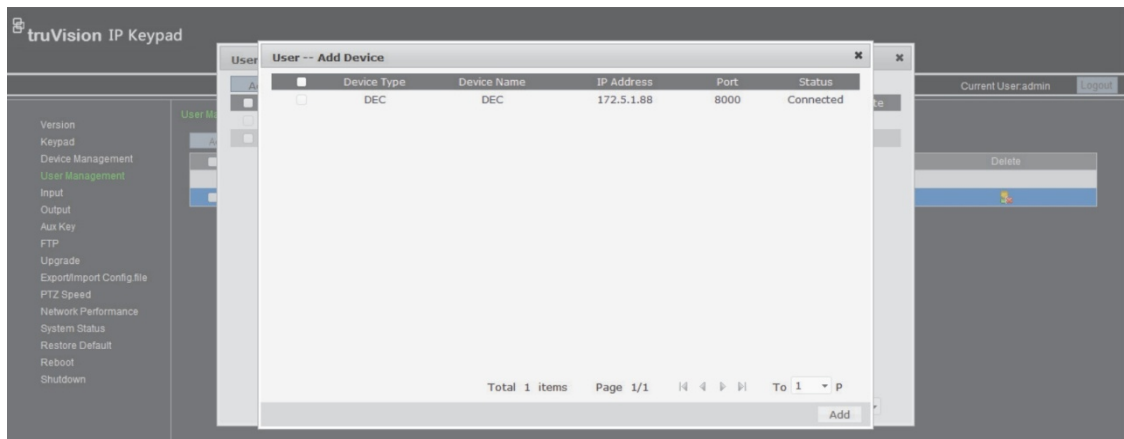 truVision IP Keypad
User
User -- Add Device
Device Type Device Name IP Address Port Status
DEC DEC 172.5.1.88 8000 Connected
Current User:admin Logout
Version
Keypad
Device Management
User Management
Input
Output
Aux Key
FTP
Upgrade
Export/Import Config.file
PTZ Speed
Network Performance
System Status
Restore Default
Reboot
Shutdown
Delete
Total 1 items Page 1/1 To 1 P
Add